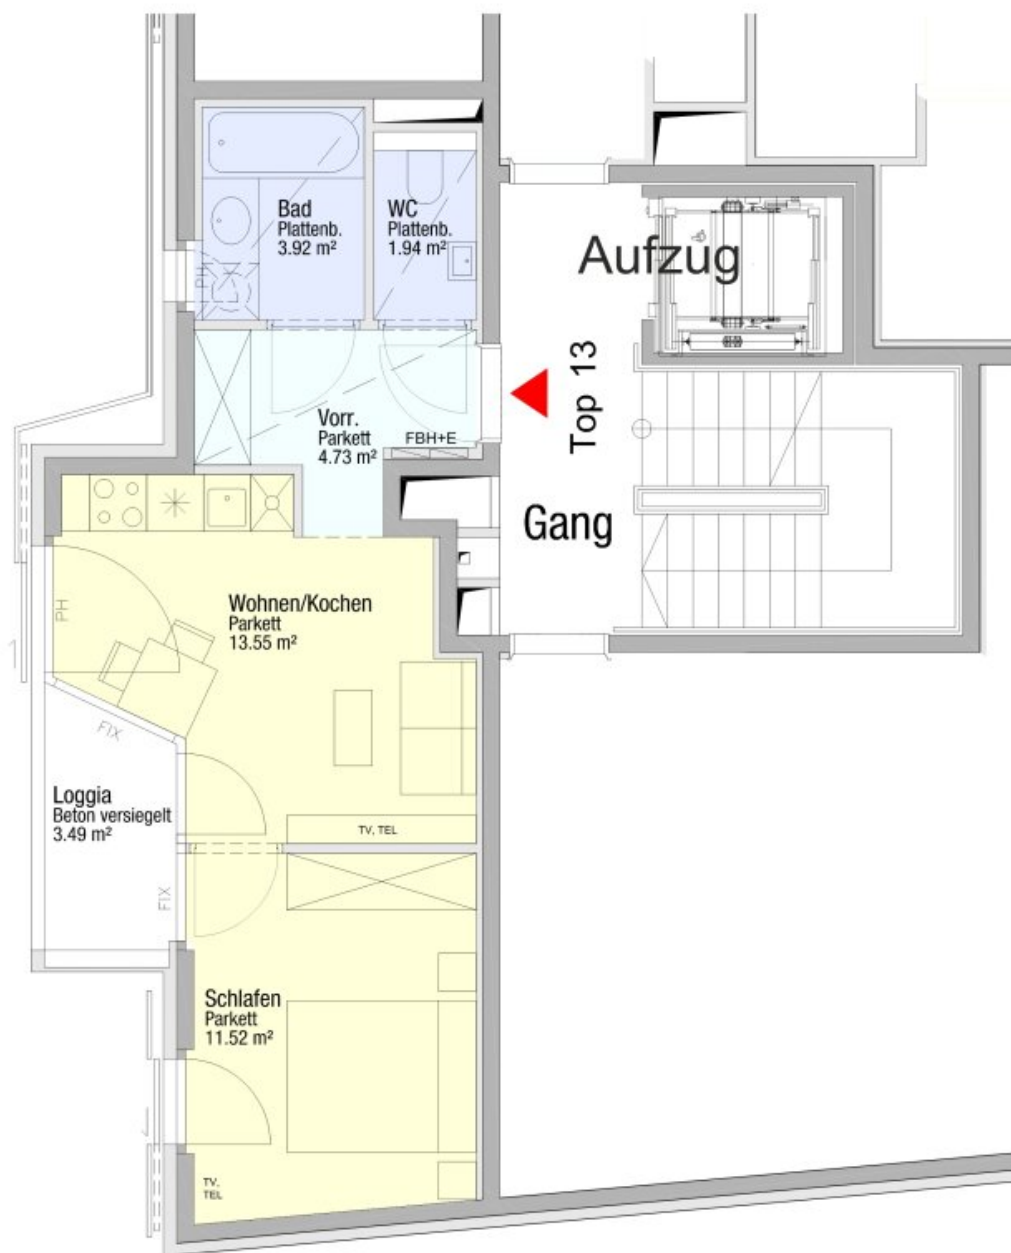 Bad
Plattenb.
3.92 m²
WC
Plattenb.
1.94 m²
PH
Aufzug
Top 13
Vorr.
Parkett
4.73 m²
FBH+E
Gang
Wohnen/Kochen
Parkett
13.55 m²
PH
FIX
Loggia
Beton versiegelt
3.49 m²
TV, TEL
FIX
Schlafen
Parkett
11.52 m²
TV,
TEL